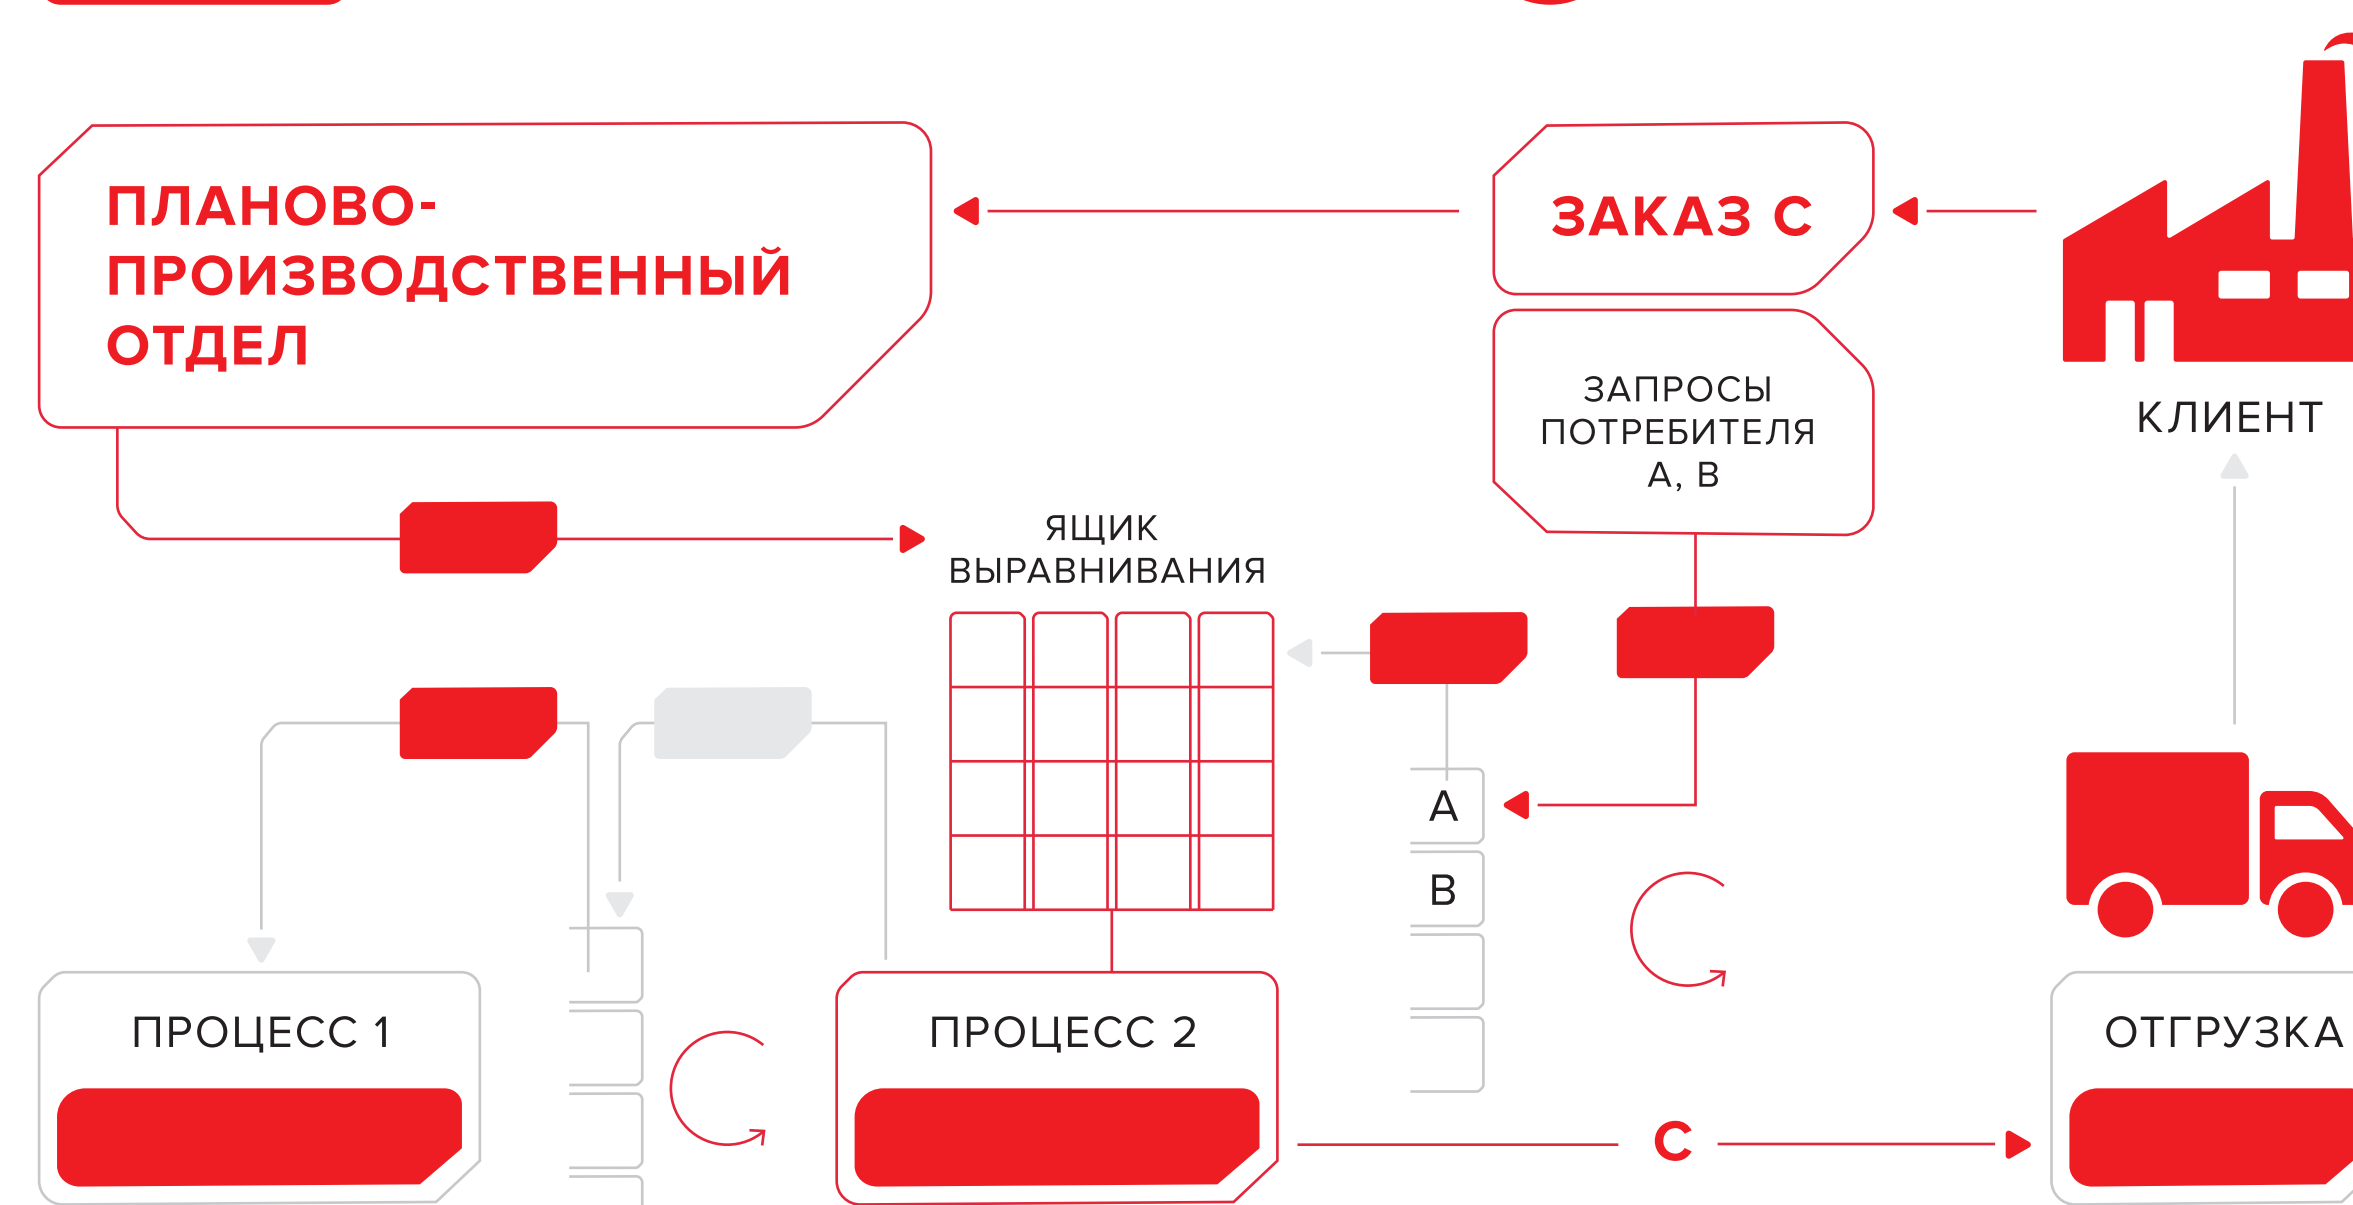 ПЛАНОВО-
ПРОИЗВОДСТВЕННЫЙ
ОТДЕЛ
ЗАКАЗ С
ЗАПРОСЫ
ПОТРЕБИТЕЛЯ
А, В
КЛИЕНТ
ЯЩИК
ВЫРАВНИВАНИЯ
А
В
ПРОЦЕСС 1
ПРОЦЕСС 2
С
ОТГРУЗКА